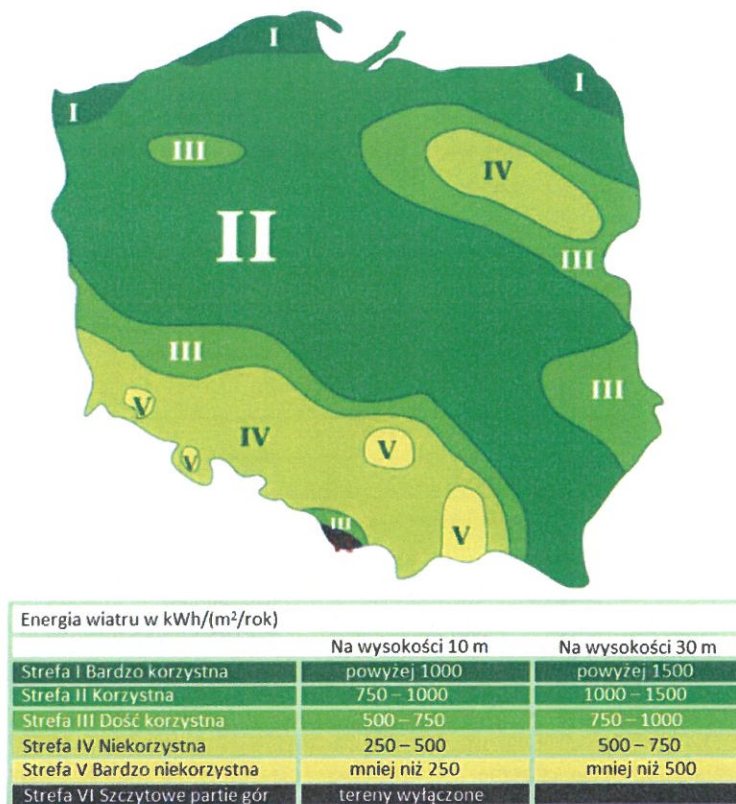 I
I
I
III
IV
II
III
III
III
V
IV
V
V
III
V
Energia wiatru w kWh/(m²/rok)
Na wysokości 10 m Na wysokości 30 m
Strefa I Bardzo korzystna powyżej 1000 powyżej 1500
Strefa II Korzystna 750 – 1000 1000 – 1500
Strefa III Dość korzystna 500 – 750 750 – 1000
Strefa IV Niekorzystna 250 – 500 500 – 750
Strefa V Bardzo niekorzystna mniej niż 250 mniej niż 500
Strefa VI Szczytowe partie gór tereny wyłączone